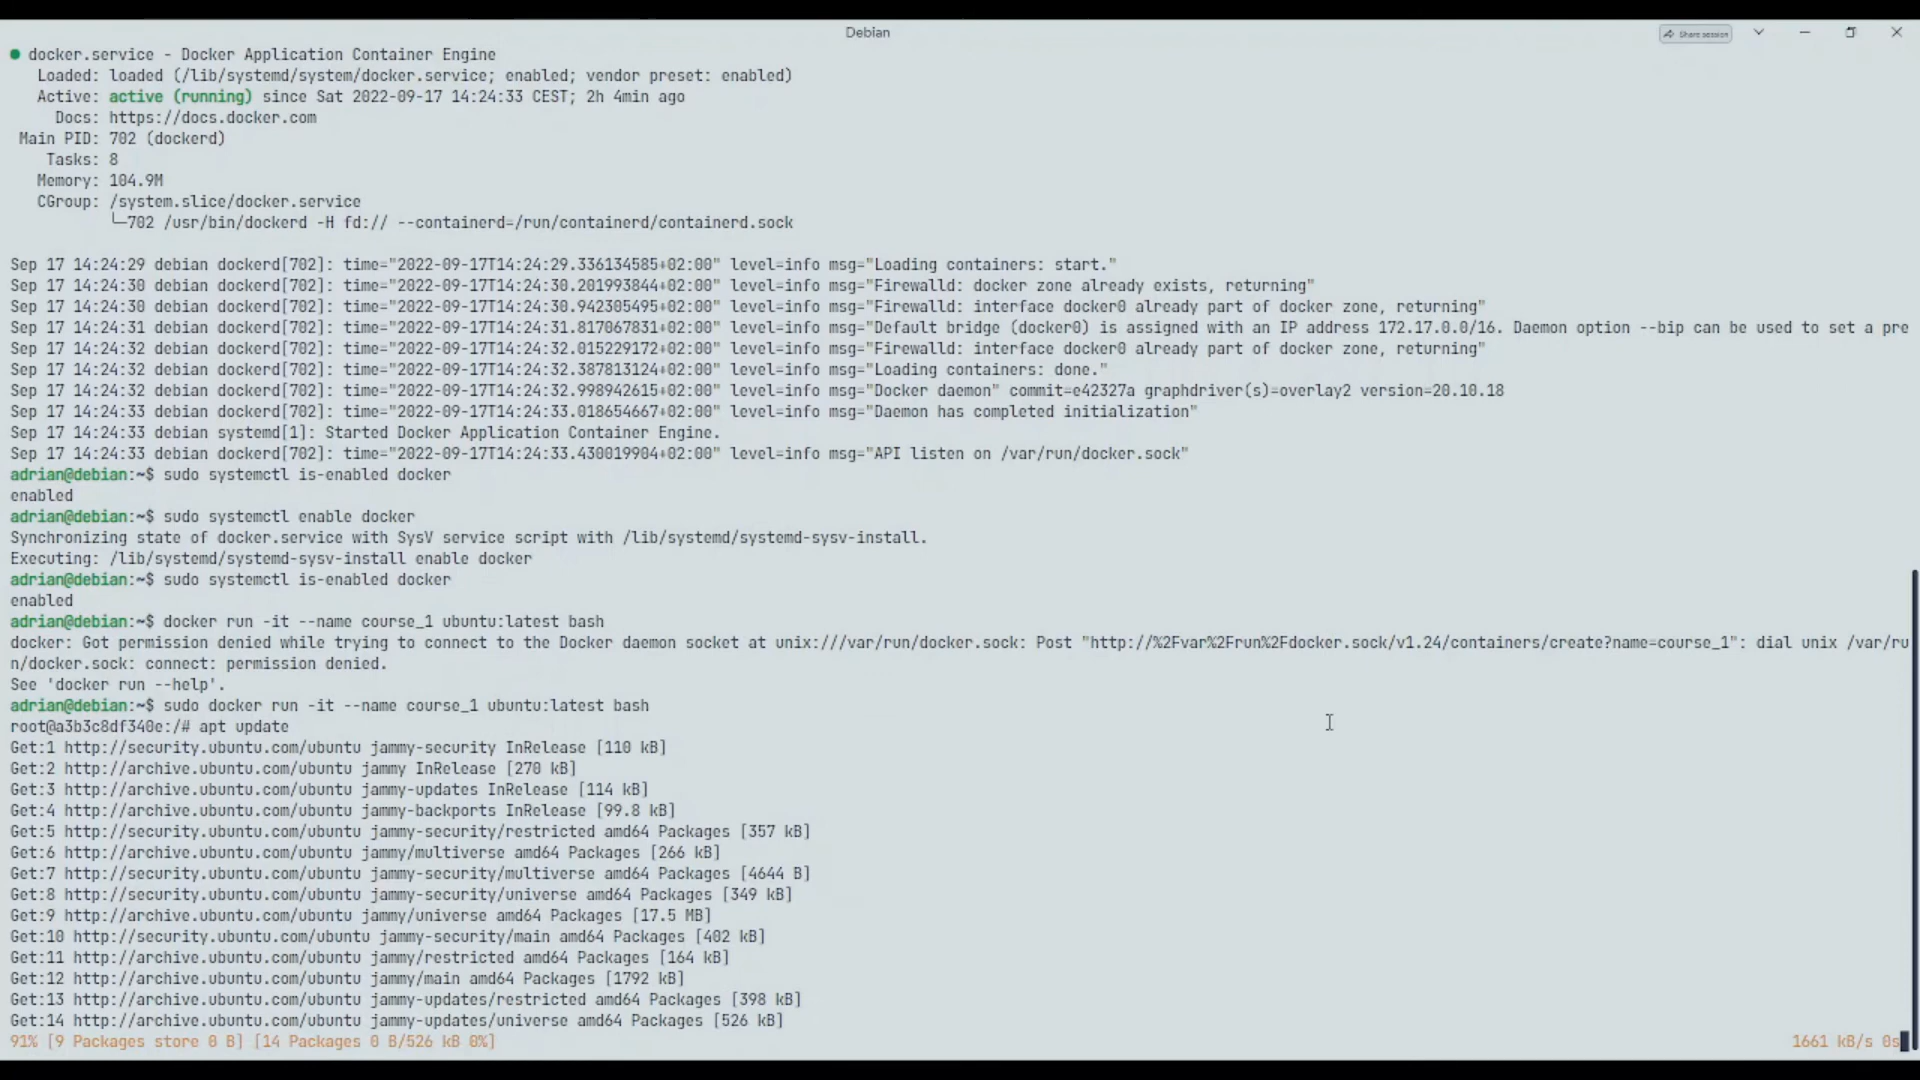 Debian
Share session
● docker.service - Docker Application Container Engine
Loaded: loaded (/lib/systemd/system/docker.service; enabled; vendor preset: enabled)
Active: active (running) since Sat 2022-09-17 14:24:33 CEST; 2h 4min ago
Docs: https://docs.docker.com
Main PID: 702 (dockerd)
Tasks: 8
Memory: 104.9M
CGroup: /system.slice/docker.service
└─702 /usr/bin/dockerd -H fd:// --containerd=/run/containerd/containerd.sock
Sep 17 14:24:29 debian dockerd[702]: time="2022-09-17T14:24:29.336134585+02:00" level=info msg="Loading containers: start."
Sep 17 14:24:30 debian dockerd[702]: time="2022-09-17T14:24:30.201993844+02:00" level=info msg="Firewalld: docker zone already exists, returning"
Sep 17 14:24:30 debian dockerd[702]: time="2022-09-17T14:24:30.942305495+02:00" level=info msg="Firewalld: interface docker0 already part of docker zone, returning"
Sep 17 14:24:31 debian dockerd[702]: time="2022-09-17T14:24:31.817067831+02:00" level=info msg="Default bridge (docker0) is assigned with an IP address 172.17.0.0/16. Daemon option --bip can be used to set a pre
Sep 17 14:24:32 debian dockerd[702]: time="2022-09-17T14:24:32.015229172+02:00" level=info msg="Firewalld: interface docker0 already part of docker zone, returning"
Sep 17 14:24:32 debian dockerd[702]: time="2022-09-17T14:24:32.387813124+02:00" level=info msg="Loading containers: done."
Sep 17 14:24:32 debian dockerd[702]: time="2022-09-17T14:24:32.998942615+02:00" level=info msg="Docker daemon" commit=e42327a graphdriver(s)=overlay2 version=20.10.18
Sep 17 14:24:33 debian dockerd[702]: time="2022-09-17T14:24:33.018654667+02:00" level=info msg="Daemon has completed initialization"
Sep 17 14:24:33 debian systemd[1]: Started Docker Application Container Engine.
Sep 17 14:24:33 debian dockerd[702]: time="2022-09-17T14:24:33.430019904+02:00" level=info msg="API listen on /var/run/docker.sock"
adrian@debian:~$ sudo systemctl is-enabled docker
enabled
adrian@debian:~$ sudo systemctl enable docker
Synchronizing state of docker.service with SysV service script with /lib/systemd/systemd-sysv-install.
Executing: /lib/systemd/systemd-sysv-install enable docker
adrian@debian:~$ sudo systemctl is-enabled docker
enabled
adrian@debian:~$ docker run -it --name course_1 ubuntu:latest bash
docker: Got permission denied while trying to connect to the Docker daemon socket at unix:///var/run/docker.sock: Post "http://%2Fvar%2Frun%2Fdocker.sock/v1.24/containers/create?name=course_1": dial unix /var/ru
n/docker.sock: connect: permission denied.
See 'docker run --help'.
adrian@debian:~$ sudo docker run -it --name course_1 ubuntu:latest bash
root@a3b3c8df340e:/# apt update
Get:1 http://security.ubuntu.com/ubuntu jammy-security InRelease [110 kB]
Get:2 http://archive.ubuntu.com/ubuntu jammy InRelease [270 kB]
Get:3 http://archive.ubuntu.com/ubuntu jammy-updates InRelease [114 kB]
Get:4 http://archive.ubuntu.com/ubuntu jammy-backports InRelease [99.8 kB]
Get:5 http://security.ubuntu.com/ubuntu jammy-security/restricted amd64 Packages [357 kB]
Get:6 http://archive.ubuntu.com/ubuntu jammy/multiverse amd64 Packages [266 kB]
Get:7 http://security.ubuntu.com/ubuntu jammy-security/multiverse amd64 Packages [4644 B]
Get:8 http://security.ubuntu.com/ubuntu jammy-security/universe amd64 Packages [349 kB]
Get:9 http://archive.ubuntu.com/ubuntu jammy/universe amd64 Packages [17.5 MB]
Get:10 http://security.ubuntu.com/ubuntu jammy-security/main amd64 Packages [402 kB]
Get:11 http://archive.ubuntu.com/ubuntu jammy/restricted amd64 Packages [164 kB]
Get:12 http://archive.ubuntu.com/ubuntu jammy/main amd64 Packages [1792 kB]
Get:13 http://archive.ubuntu.com/ubuntu jammy-updates/restricted amd64 Packages [398 kB]
Get:14 http://archive.ubuntu.com/ubuntu jammy-updates/universe amd64 Packages [526 kB]
91% [9 Packages store 0 B] [14 Packages 0 B/526 kB 0%] 1661 kB/s 0s